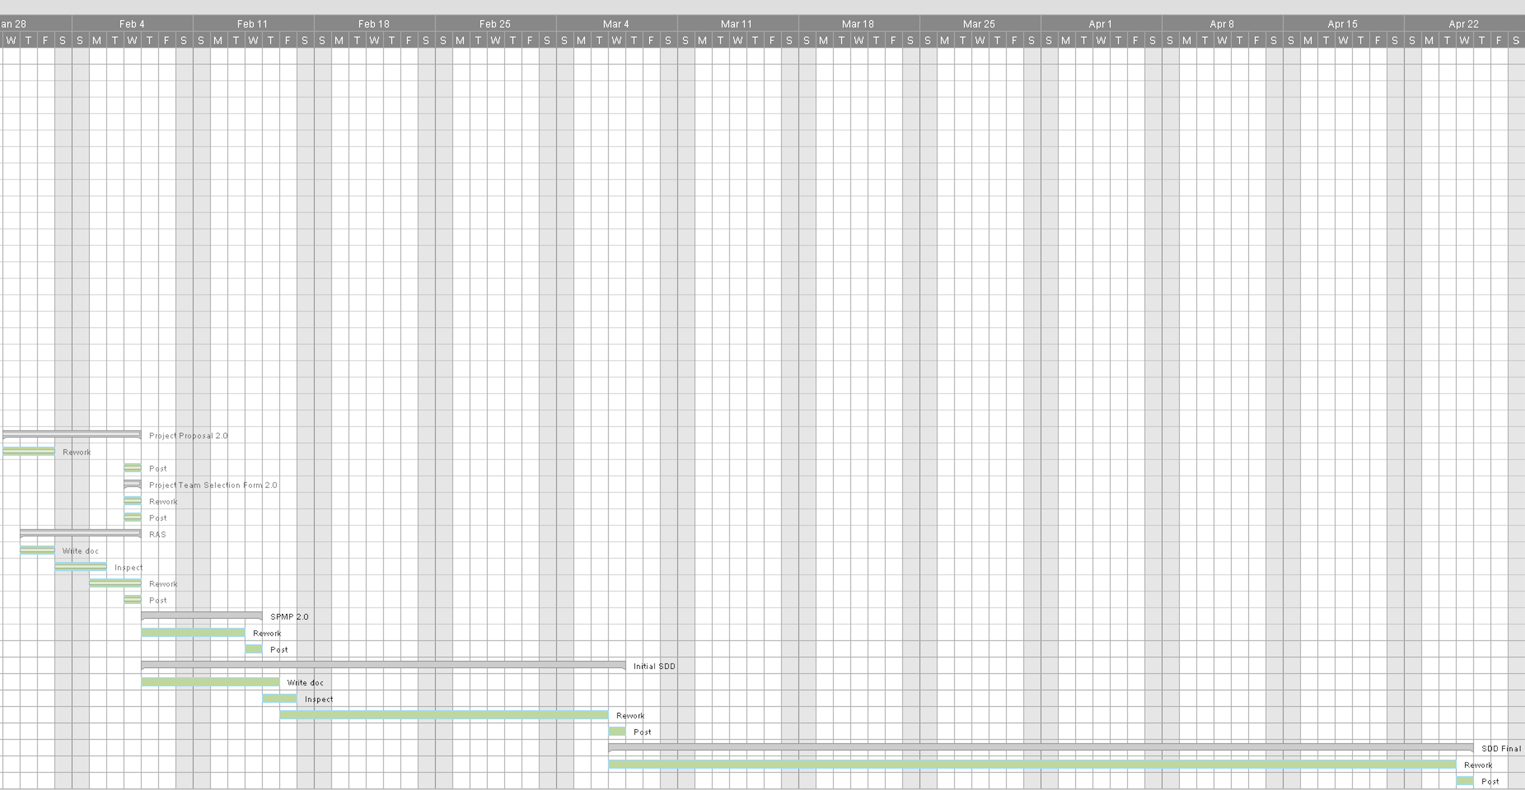 an 28 Feb 4 Feb 11 Feb 18 Feb 25 Mar 4 Mar 11 Mar 18 Mar 25 Apr 1 Apr 8 Apr 15 Apr 22
W T F S S M T W T F S S M T W T F S S M T W T F S S M T W T F S S M T W T F S S M T W T F S S M T W T F S S M T W T F S S M T W T F S S M T W T F S S M T W T F S S M T W T F S
Project Proposal 2.0
Rework
Post
Project Team Selection Form 2.0
Rework
Post
RAS
Write doc
Inspect
Rework
Post
SPMP 2.0
Rework
Post
Initial SDD
Write doc
Inspect
Rework
Post
SDD Final
Rework
Post